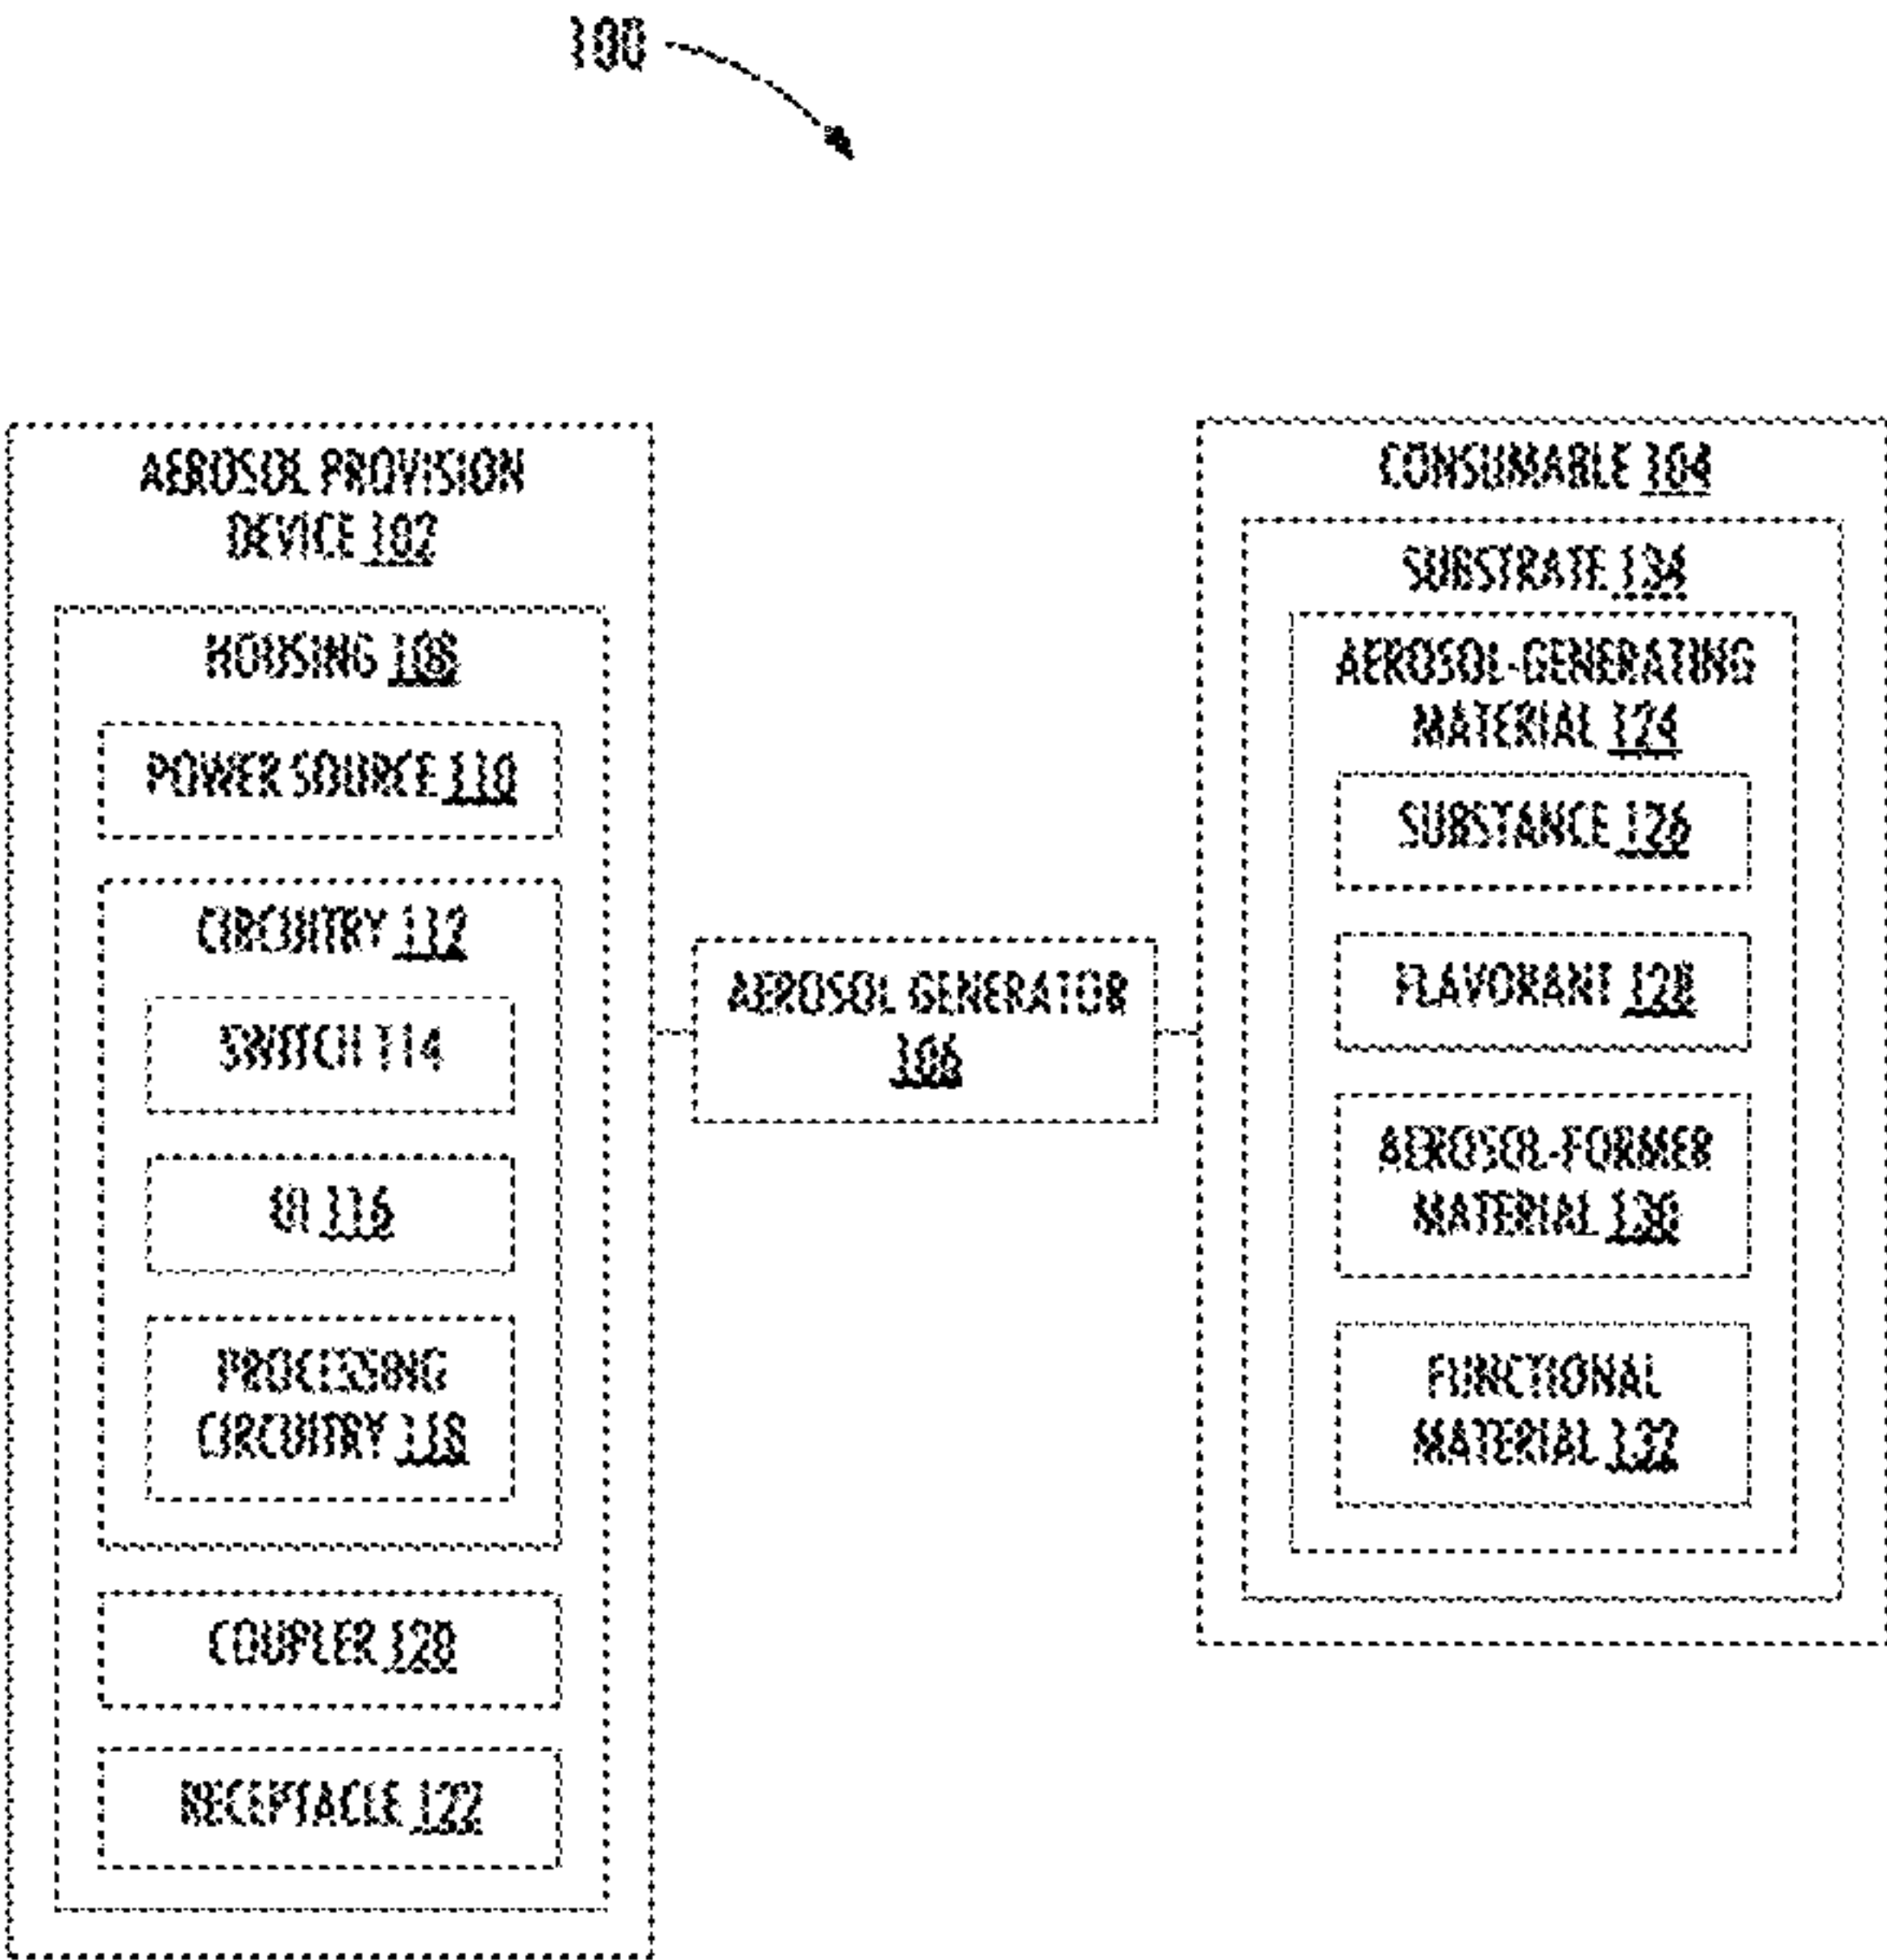 100
AEROSOL PROVISION
DEVICE 102
HOUSING 108
POWER SOURCE 110
CIRCUITRY 112
SWITCH 114
UI 116
PROCESSING
CIRCUITRY 118
COUPLER 120
RECEPTACLE 122
AEROSOL GENERATOR
106
CONSUMABLE 104
SUBSTRATE 134
AEROSOL-GENERATING
MATERIAL 124
SUBSTANCE 126
FLAVORANT 128
AEROSOL-FORMER
MATERIAL 130
FUNCTIONAL
MATERIAL 132